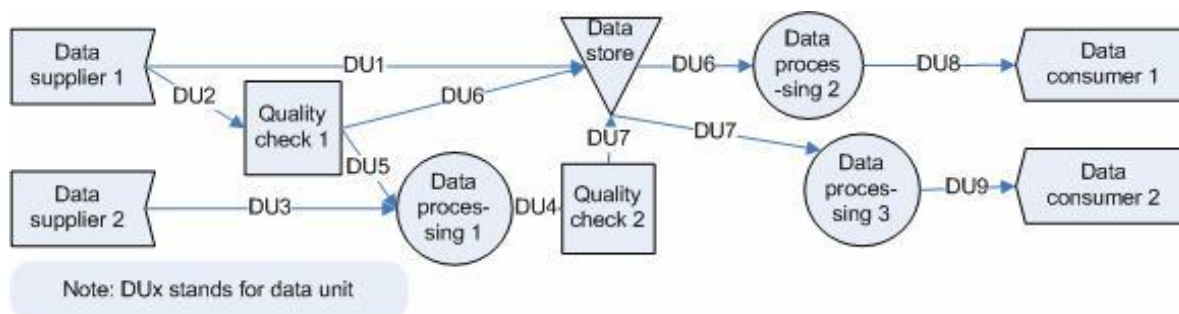 Data
supplier 1
DU1
Data
store
DU6
Data
proces
-sing 2
DU8
Data
consumer 1
DU2
Quality
check 1
DU6
DU5
DU7
DU7
Data
supplier 2
DU3
Data
proces-
sing 1
DU4
Quality
check 2
Data
proces-
sing 3
DU9
Data
consumer 2
Note: DUx stands for data unit